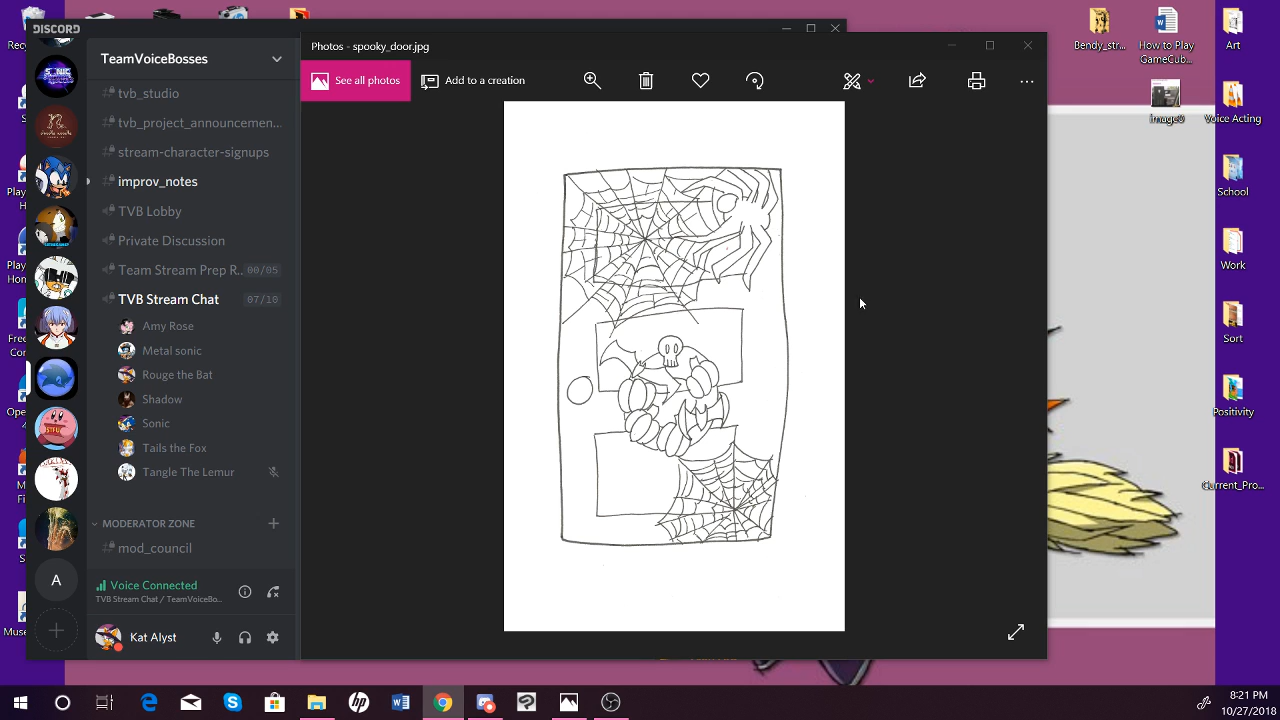 DISCORD
TeamVoiceBosses
tvb_studio
tvb_project_announcemen...
stream-character-signups
improv_notes
TVB Lobby
Private Discussion
Team Stream Prep R.. 00/05
TVB Stream Chat 07/10
Amy Rose
Metal sonic
Rouge the Bat
Shadow
Sonic
Tails the Fox
Tangle The Lemur
MODERATOR ZONE
mod_council
A
Voice Connected
TVB Stream Chat / TeamVoiceBo...
Kat Alyst
Photos - spooky_door.jpg
See all photos
Add to a creation
Bendy_str...
How to Play
GameCub...
Art
image0
Voice Acting
School
Work
Sort
Positivity
Current_Pro...
8:21 PM
10/27/2018